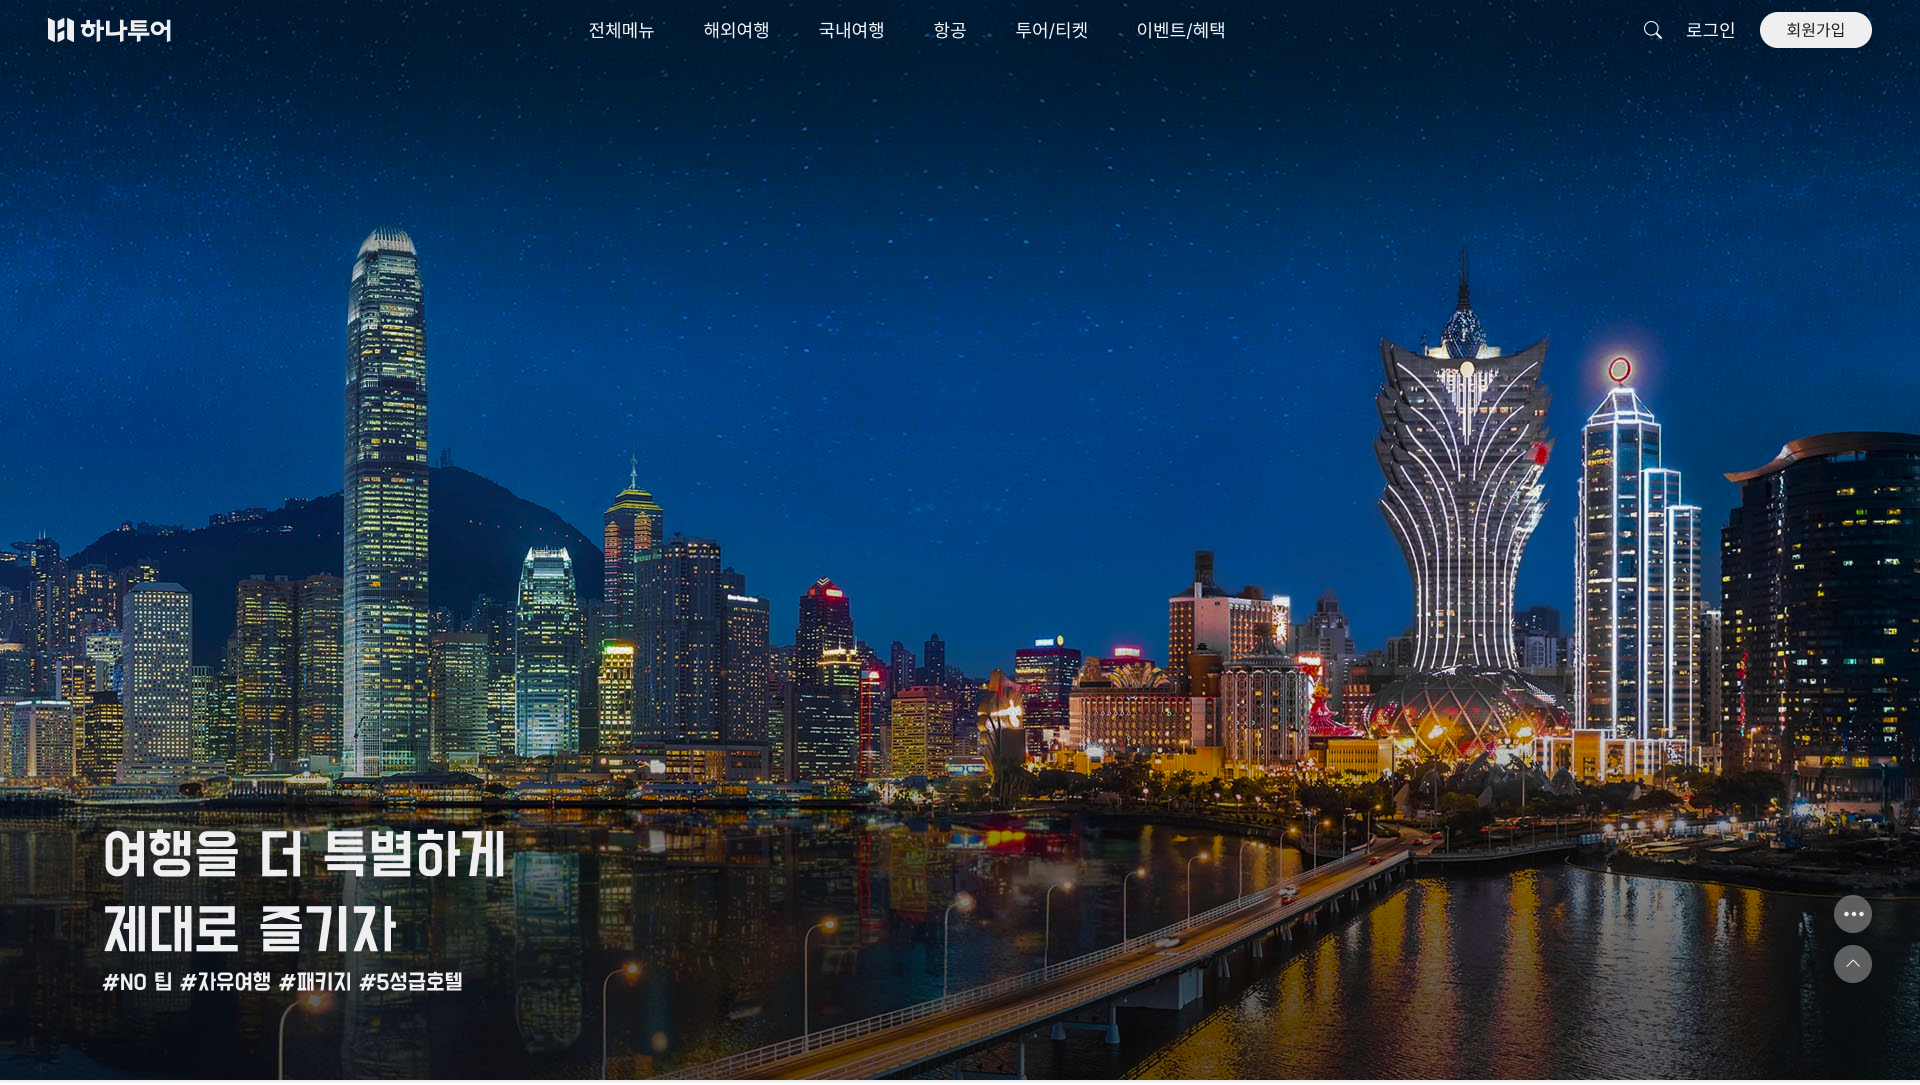 하나투어
전체메뉴 해외여행 국내여행 항공 투어/티켓 이벤트/혜택
로그인 회원가입
여행을 더 특별하게
제대로 즐기자
#NO 팁 #자유여행 #패키지 #5성급호텔